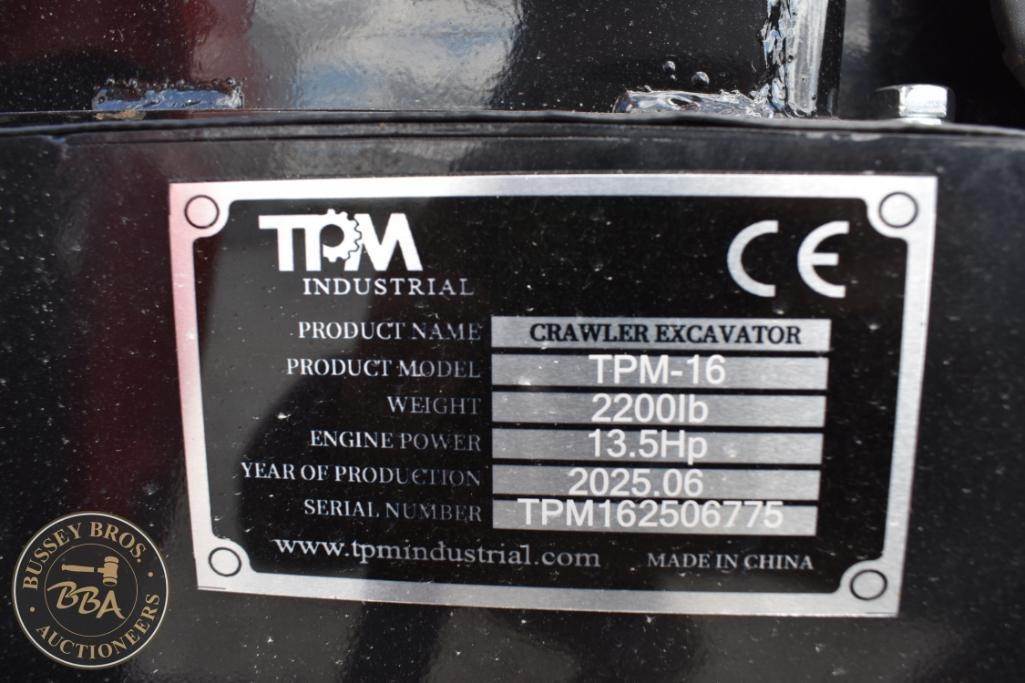 TPM
INDUSTRIAL
CE
PRODUCT NAME CRAWLER EXCAVATOR
PRODUCT MODEL TPM-16
WEIGHT 2200lb
ENGINE POWER 13.5Hp
YEAR OF PRODUCTION 2025.06
SERIAL NUMBER TPM162506775
www.tpmindustrial.com MADE IN CHINA
BUSSEY BROS.
BBA
AUCTIONEERS